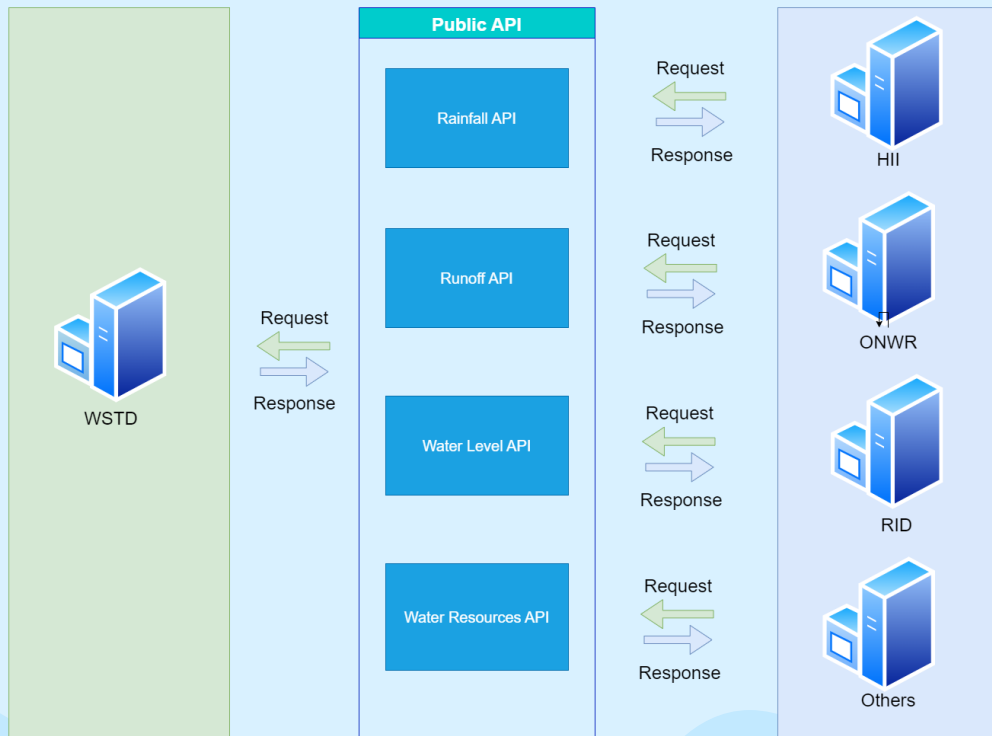 Public API
Rainfall API
Runoff API
Water Level API
Water Resources API
WSTD
Request
Response
Request
Response
HII
Request
Response
ONWR
Request
Response
RID
Request
Response
Others